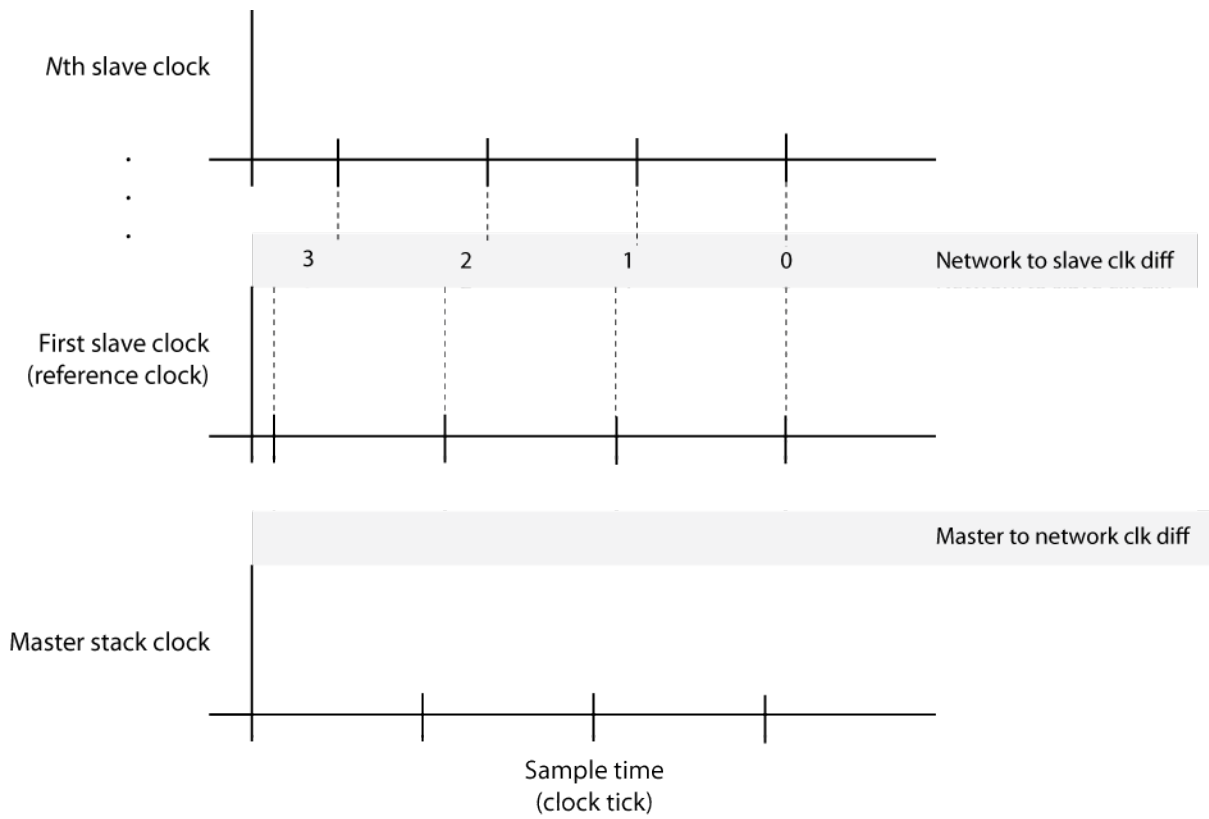 Nth slave clock
3 2 1 0 Network to slave clk diff
First slave clock
(reference clock)
Master to network clk diff
Master stack clock
Sample time
(clock tick)